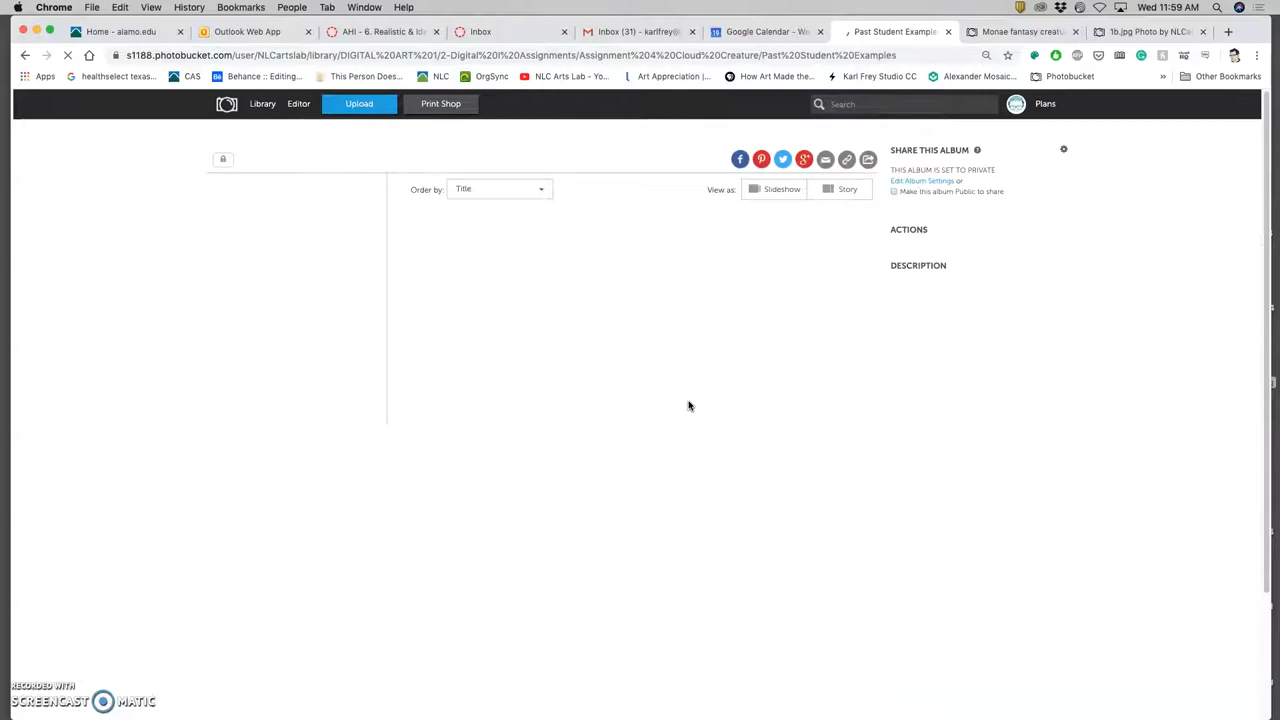 Chrome File Edit View History Bookmarks People Tab Window Help Wed 11:59 AM
Home - alamo.edu Outlook Web App AHI - 6. Realistic & Ide Inbox Inbox (31) - karlfrey@ Google Calendar - We Past Student Examples Monae fantasy creatu 1b.jpg Photo by NLCa
s1188.photobucket.com/user/NLCartslab/library/DIGITAL%20ART%201/2-Digital%20I%20Assignments/Assignment%204%20Cloud%20Creature/Past%20Student%20Examples
Apps healthselect texas... CAS Behance :: Editing... This Person Does... NLC OrgSync NLC Arts Lab - Yo... Art Appreciation |... How Art Made the... Karl Frey Studio CC Alexander Mosaic... Photobucket » Other Bookmarks
Library Editor Upload Print Shop Search... Plans
SHARE THIS ALBUM ?
THIS ALBUM IS SET TO PRIVATE
Edit Album Settings or
Make this album Public to share
Order by: Title View as: Slideshow Story
ACTIONS
DESCRIPTION
RECORDED WITH
SCREENCAST MATIC